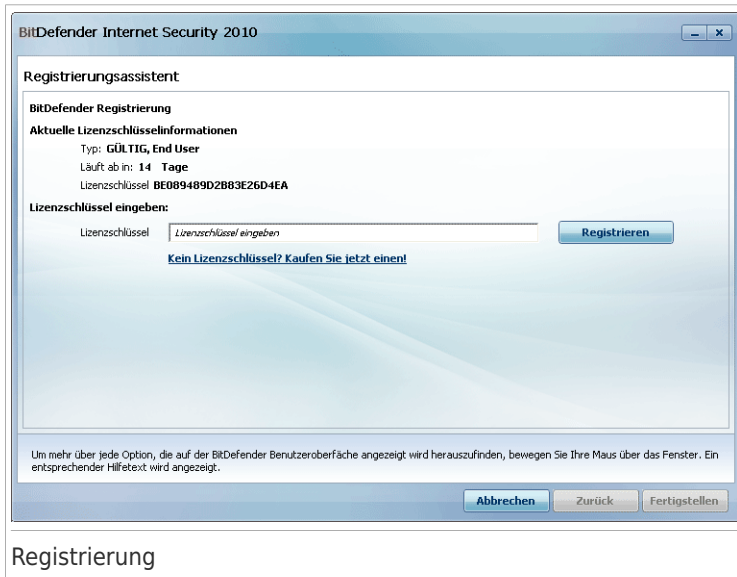 BitDefender Internet Security 2010
Registrierungsassistent
BitDefender Registrierung
Aktuelle Lizenzschlüsselinformationen
Typ: GÜLTIG, End User
Läuft ab in: 14 Tage
Lizenzschlüssel BE089489D2B83E26D4EA
Lizenzschlüssel eingeben:
Lizenzschlüssel Lizenzschlüssel eingeben Registrieren
Kein Lizenzschlüssel? Kaufen Sie jetzt einen!
Um mehr über jede Option, die auf der BitDefender Benutzeroberfäche angezeigt wird herauszufinden, bewegen Sie Ihre Maus über das Fenster. Ein
entsprechender Hilfetext wird angezeigt.
Abbrechen Zurück Fertigstellen
Registrierung